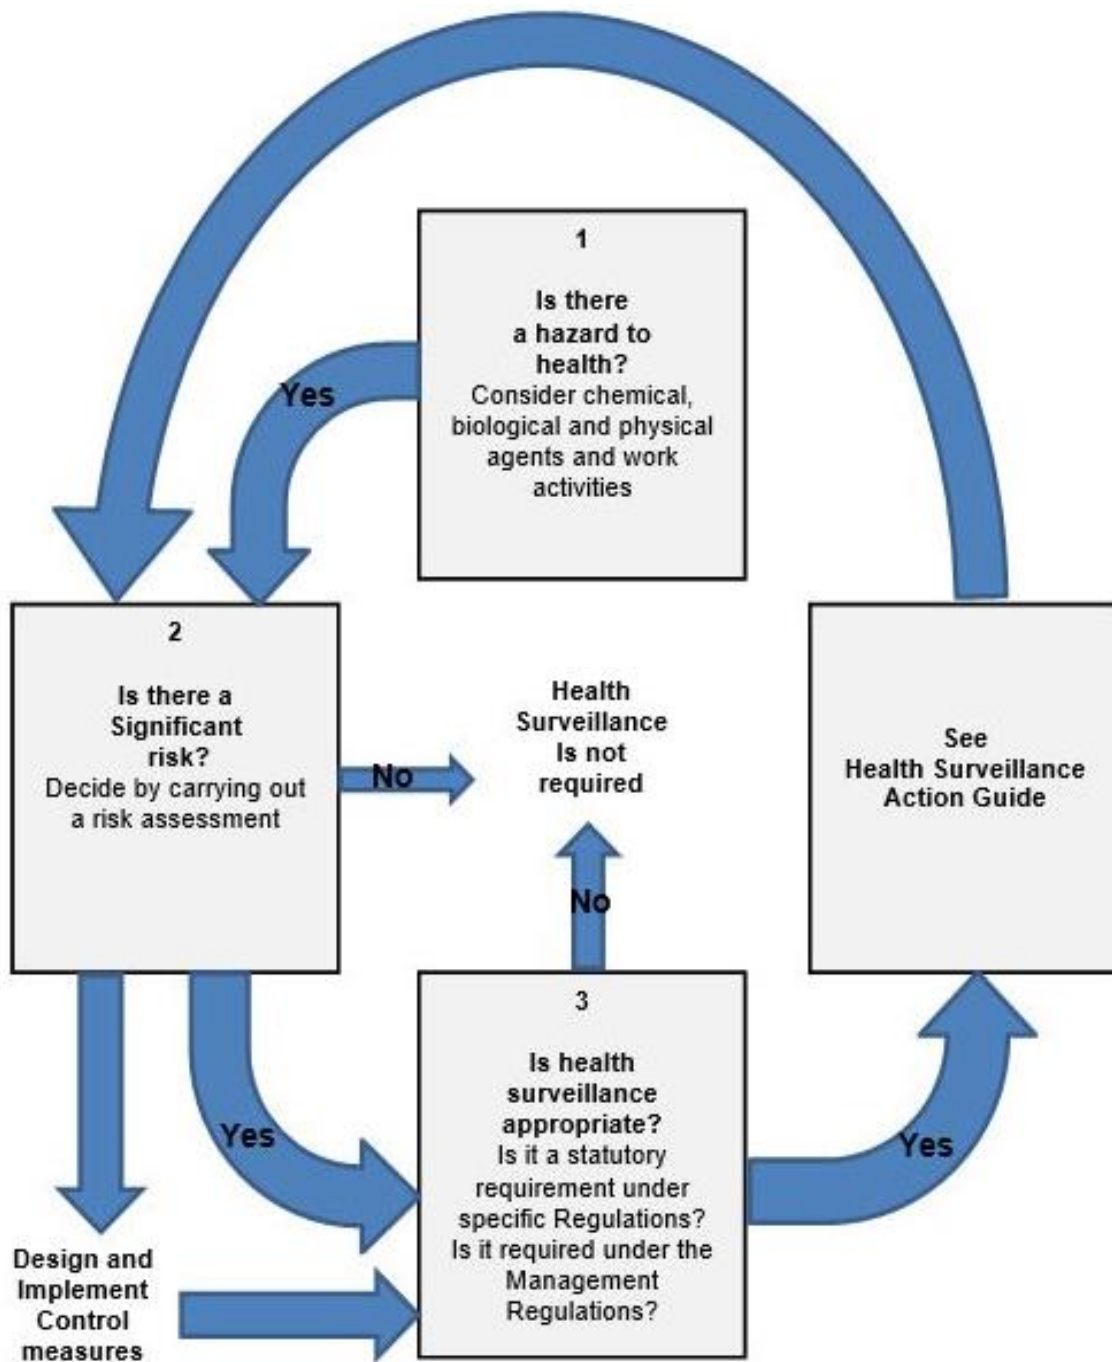 1
Is there
a hazard to
health?
Consider chemical,
biological and physical
agents and work
activities
Yes
2
Is there a
Significant
risk?
Decide by carrying out
a risk assessment
No
Health
Surveillance
Is not
required
See
Health Surveillance
Action Guide
No
Yes
3
Is health
surveillance
appropriate?
Is it a statutory
requirement under
specific Regulations?
Is it required under the
Management
Regulations?
Yes
Design and
Implement
Control
measures